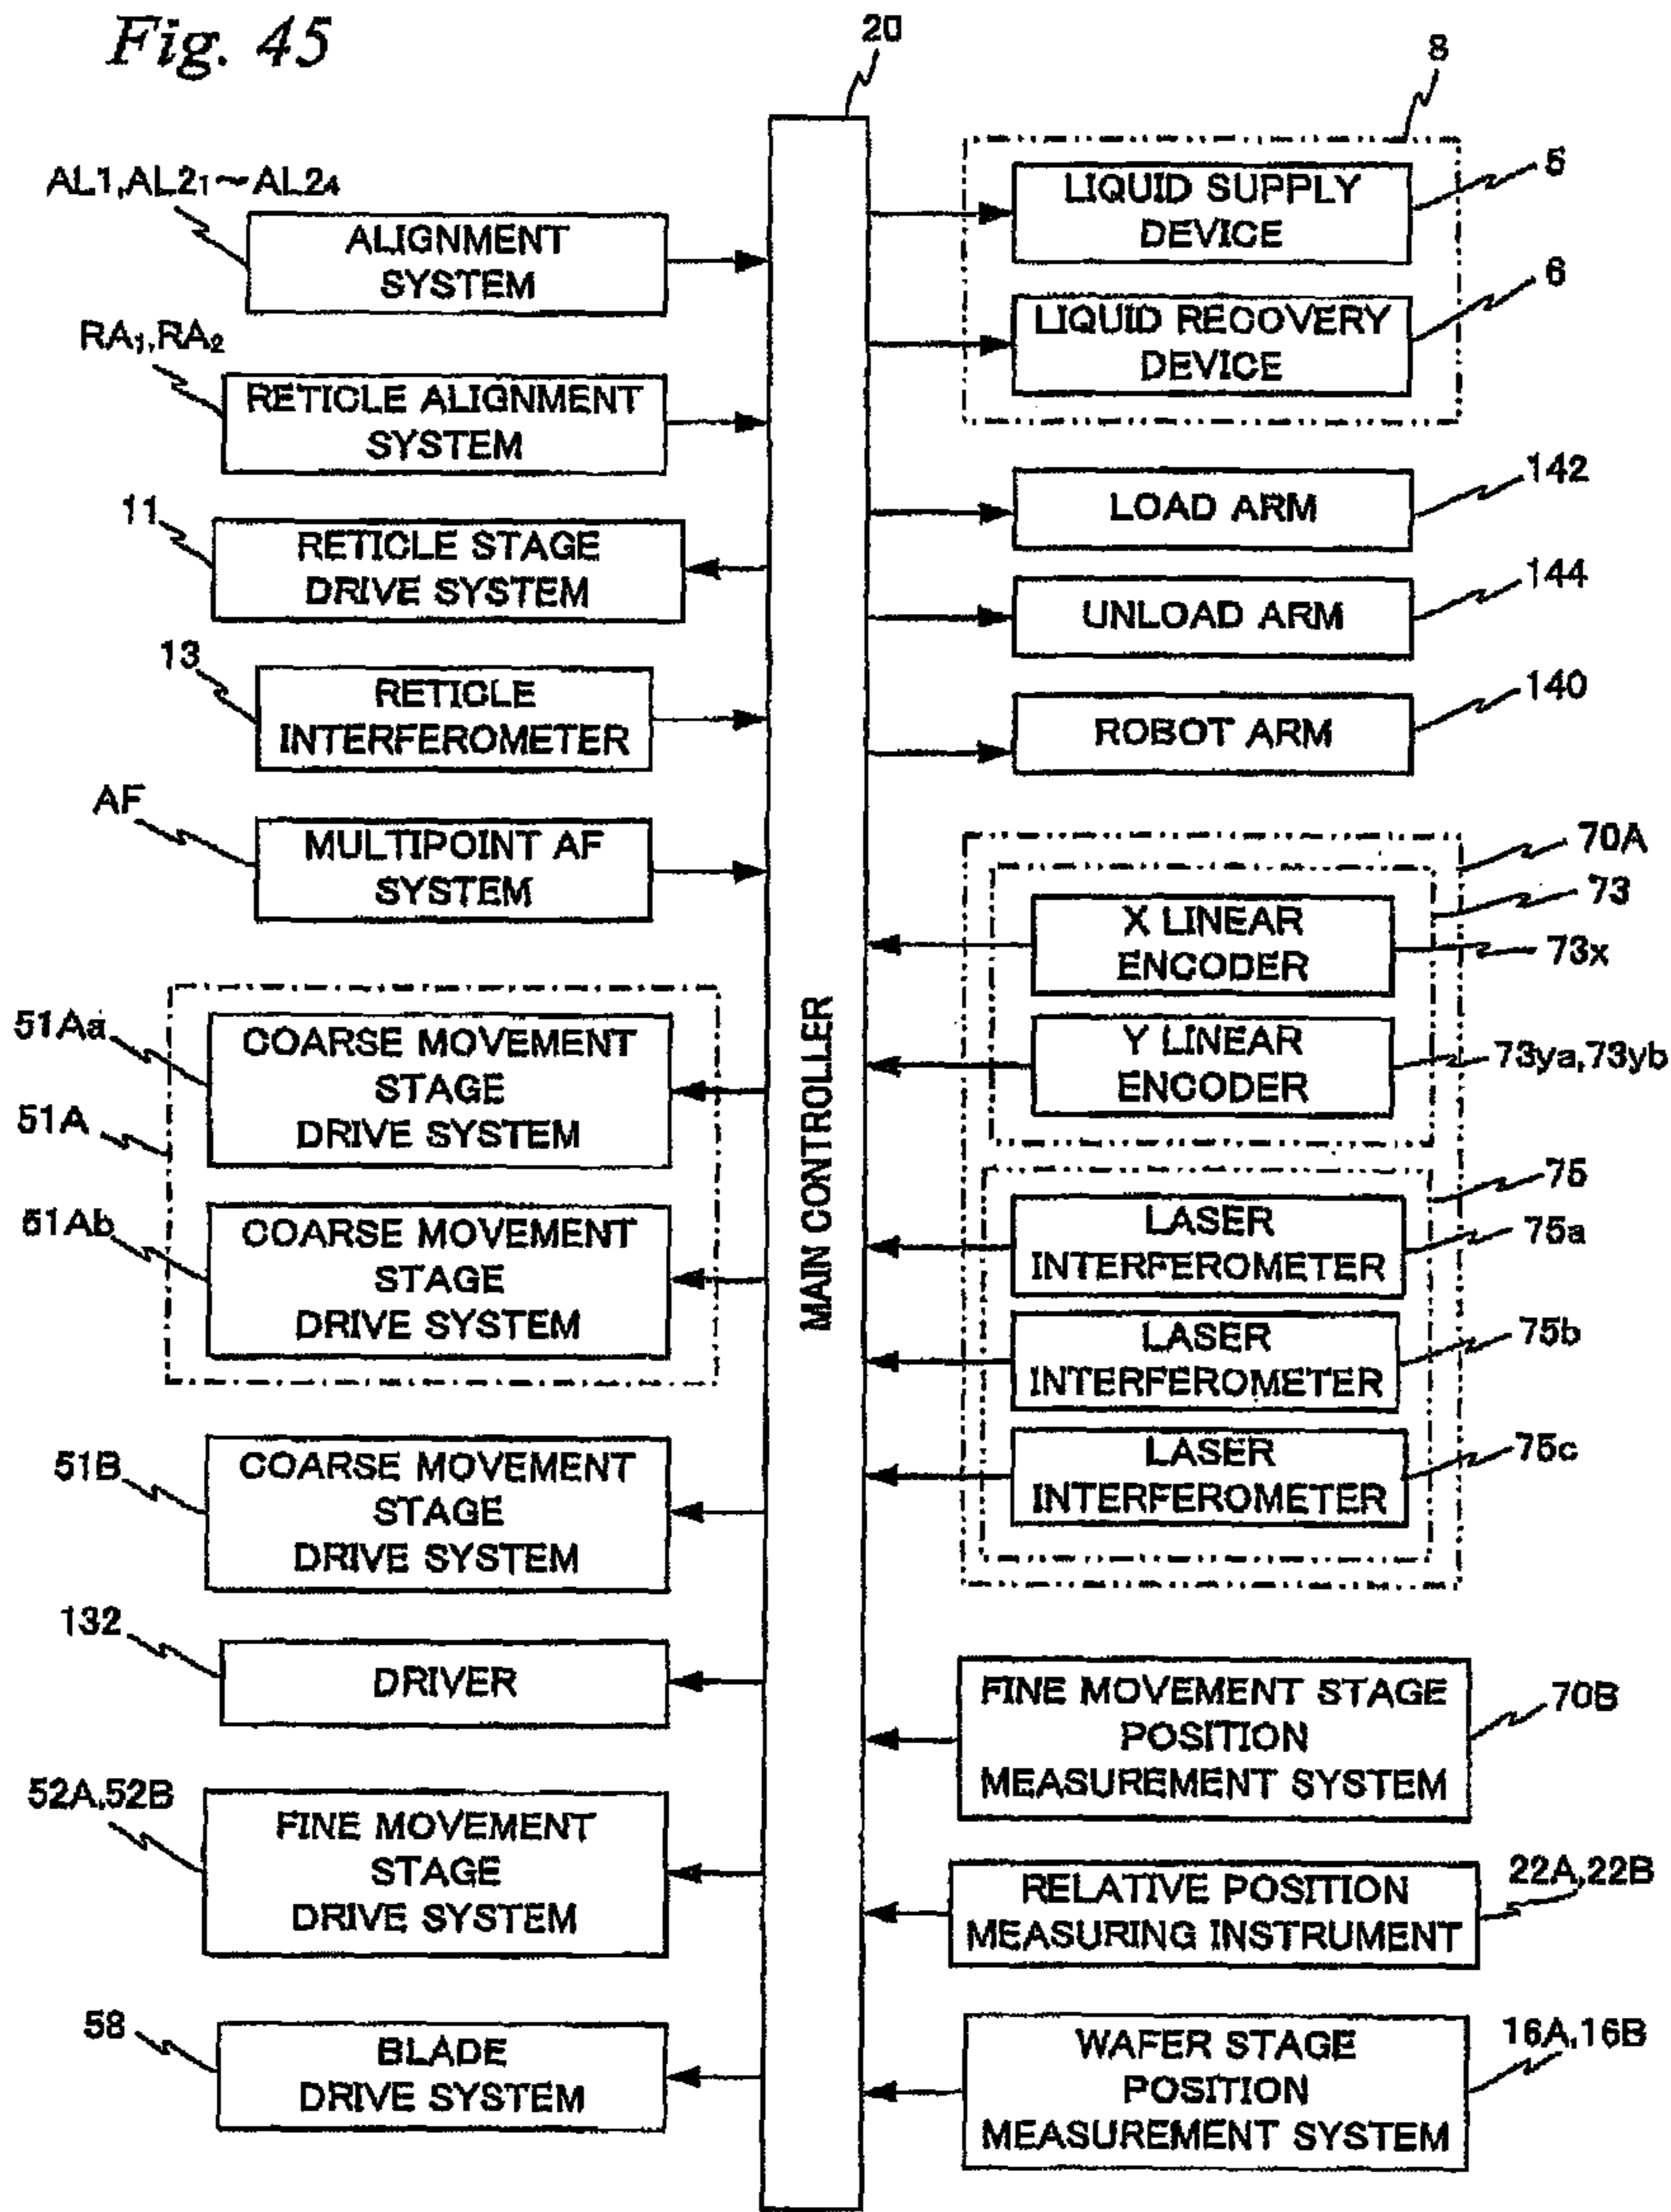 Fig. 45
20
8
AL1,AL2₁~AL2₄
ALIGNMENT
SYSTEM
RA₁,RA₂
RETICLE ALIGNMENT
SYSTEM
11
RETICLE STAGE
DRIVE SYSTEM
13
RETICLE
INTERFEROMETER
AF
MULTIPOINT AF
SYSTEM
51Aa
COARSE MOVEMENT
STAGE
DRIVE SYSTEM
51A
51Ab
COARSE MOVEMENT
STAGE
DRIVE SYSTEM
51B
COARSE MOVEMENT
STAGE
DRIVE SYSTEM
132
DRIVER
52A,52B
FINE MOVEMENT
STAGE
DRIVE SYSTEM
58
BLADE
DRIVE SYSTEM
MAIN CONTROLLER
LIQUID SUPPLY
DEVICE
5
LIQUID RECOVERY
DEVICE
6
LOAD ARM
142
UNLOAD ARM
144
ROBOT ARM
140
70A
73
X LINEAR
ENCODER
73x
Y LINEAR
ENCODER
73ya,73yb
75
LASER
INTERFEROMETER
75a
LASER
INTERFEROMETER
75b
LASER
INTERFEROMETER
75c
FINE MOVEMENT STAGE
POSITION
MEASUREMENT SYSTEM
70B
RELATIVE POSITION
MEASURING INSTRUMENT
22A,22B
WAFER STAGE
POSITION
MEASUREMENT SYSTEM
16A,16B